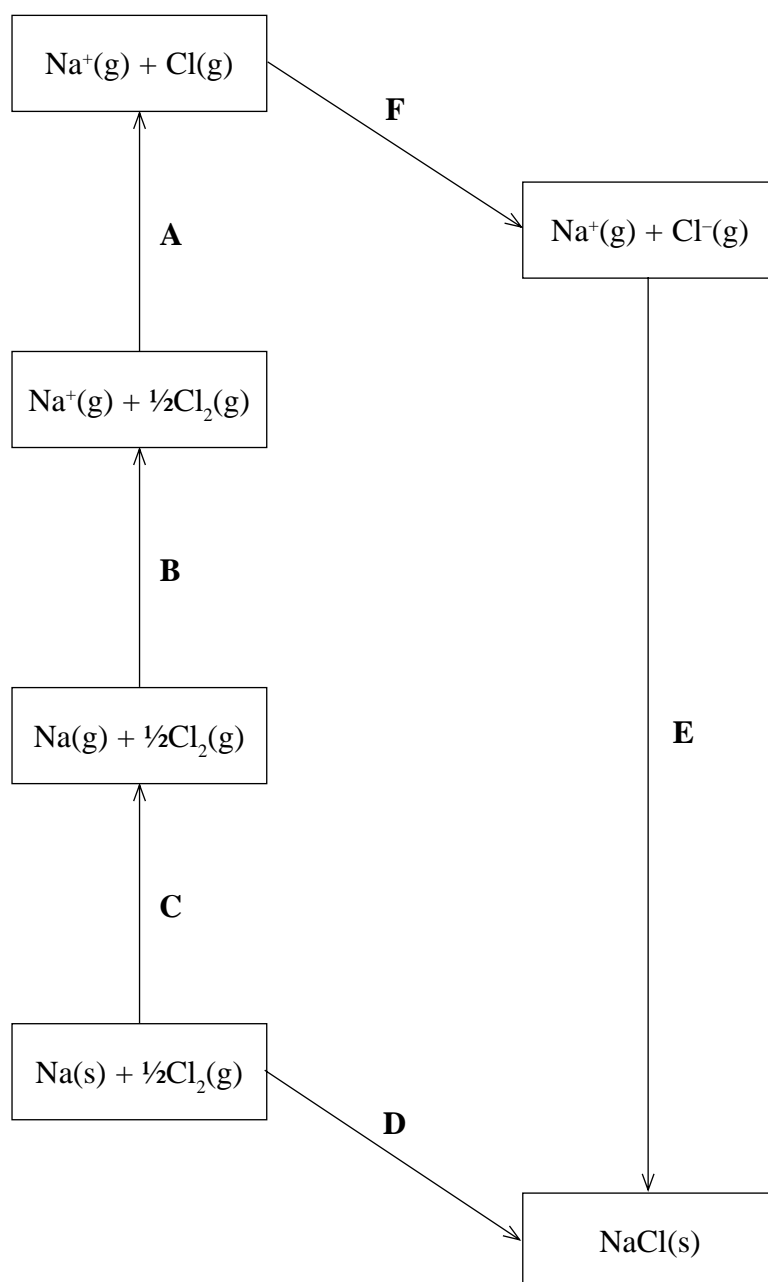 Na⁺(g) + Cl(g)
F
Na⁺(g) + Cl⁻(g)
A
Na⁺(g) + ½Cl₂(g)
B
Na(g) + ½Cl₂(g)
E
C
Na(s) + ½Cl₂(g)
D
NaCl(s)